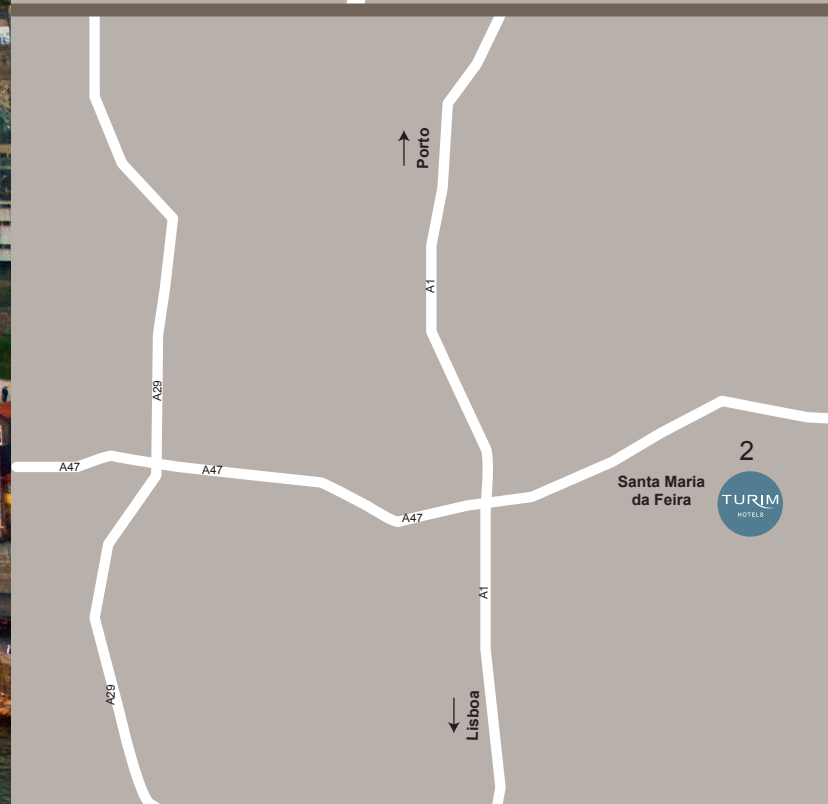 Porto
A1
A29
A47
A47
2
Santa Maria
da Feira
TURIM
HOTELS
A47
A1
A29
Lisboa